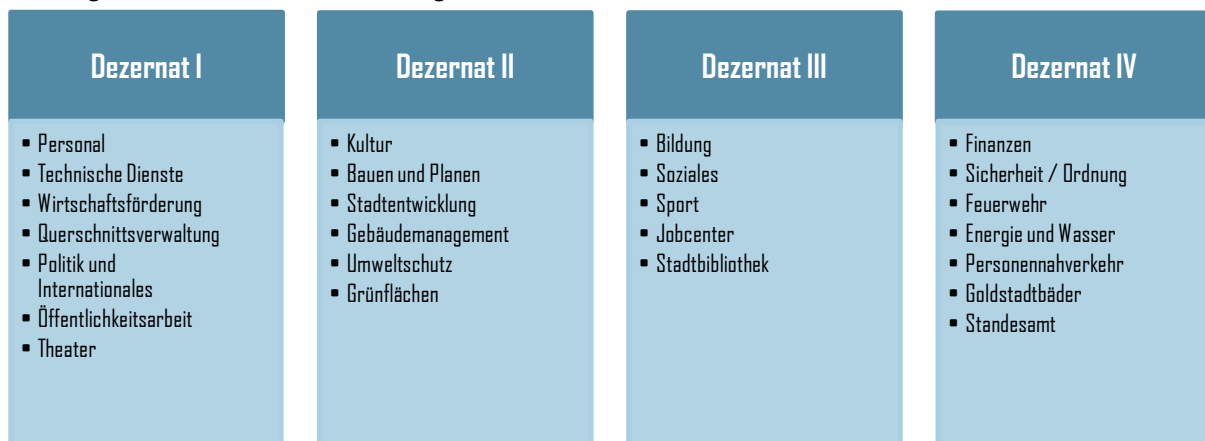 Dezernat I
Personal
Technische Dienste
Wirtschaftsförderung
Querschnittsverwaltung
Politik und
Internationales
Öffentlichkeitsarbeit
Theater
Dezernat II
Kultur
Bauen und Planen
Stadtentwicklung
Gebäudemanagement
Umweltschutz
Grünflächen
Dezernat III
Bildung
Soziales
Sport
Jobcenter
Stadtbibliothek
Dezernat IV
Finanzen
Sicherheit / Ordnung
Feuerwehr
Energie und Wasser
Personennahverkehr
Goldstadtbäder
Standesamt